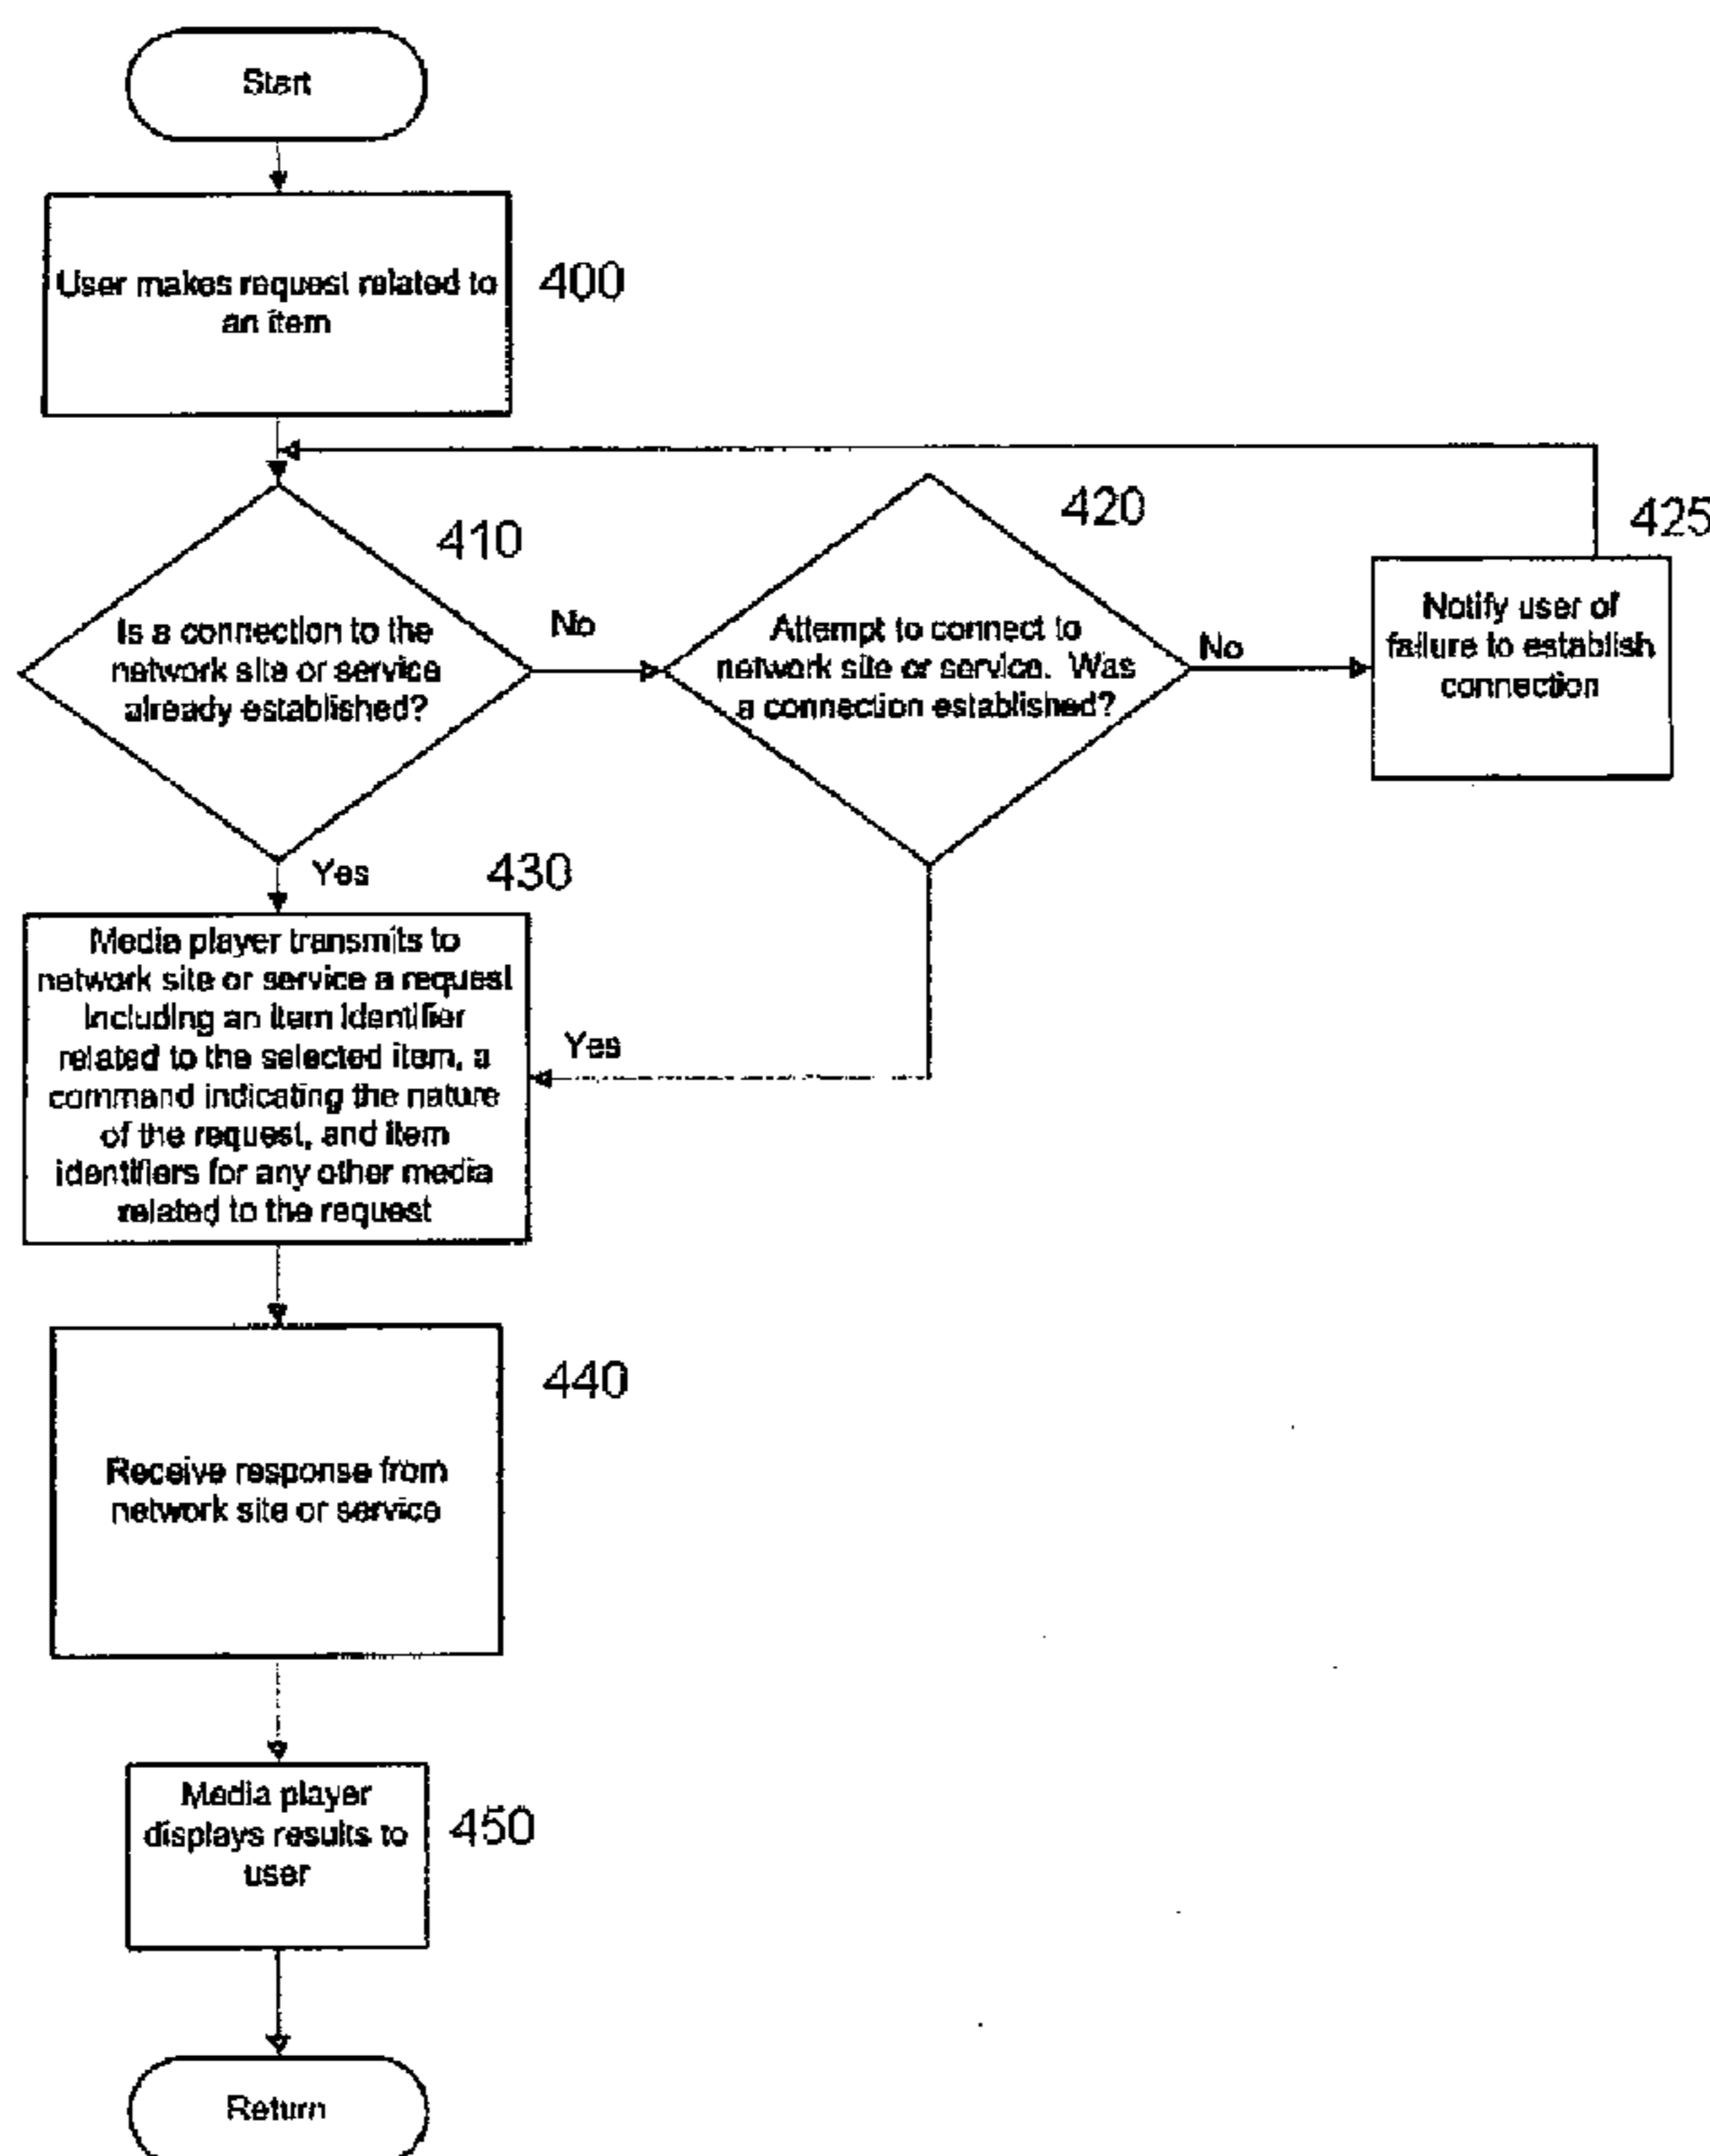 Start
User makes request related to
an item
400
410
Is a connection to the
network site or service
already established?
No
420
Attempt to connect to
network site or service. Was
a connection established?
No
425
Notify user of
failure to establish
connection
Yes
430
Media player transmits to
network site or service a request
including an item identifier
related to the selected item, a
command indicating the nature
of the request, and item
identifiers for any other media
related to the request
Yes
440
Receive response from
network site or service
Media player
displays results to
user
450
Return